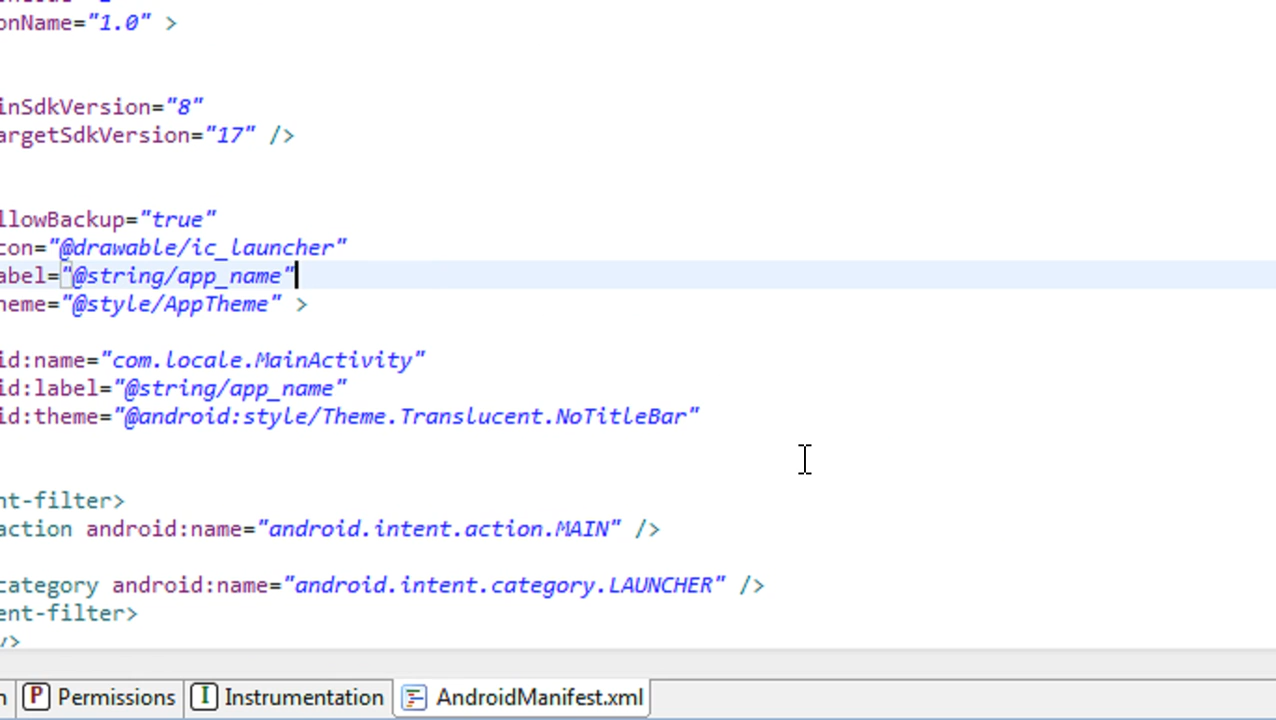 onName="1.0" >
inSdkVersion="8"
argetSdkVersion="17" />
llowBackup="true"
con="@drawable/ic_launcher"
abel="@string/app_name"
heme="@style/AppTheme" >
id:name="com.locale.MainActivity"
id:label="@string/app_name"
id:theme="@android:style/Theme.Translucent.NoTitleBar"
nt-filter>
action android:name="android.intent.action.MAIN" />
category android:name="android.intent.category.LAUNCHER" />
ent-filter>
y>
n P Permissions I Instrumentation AndroidManifest.xml